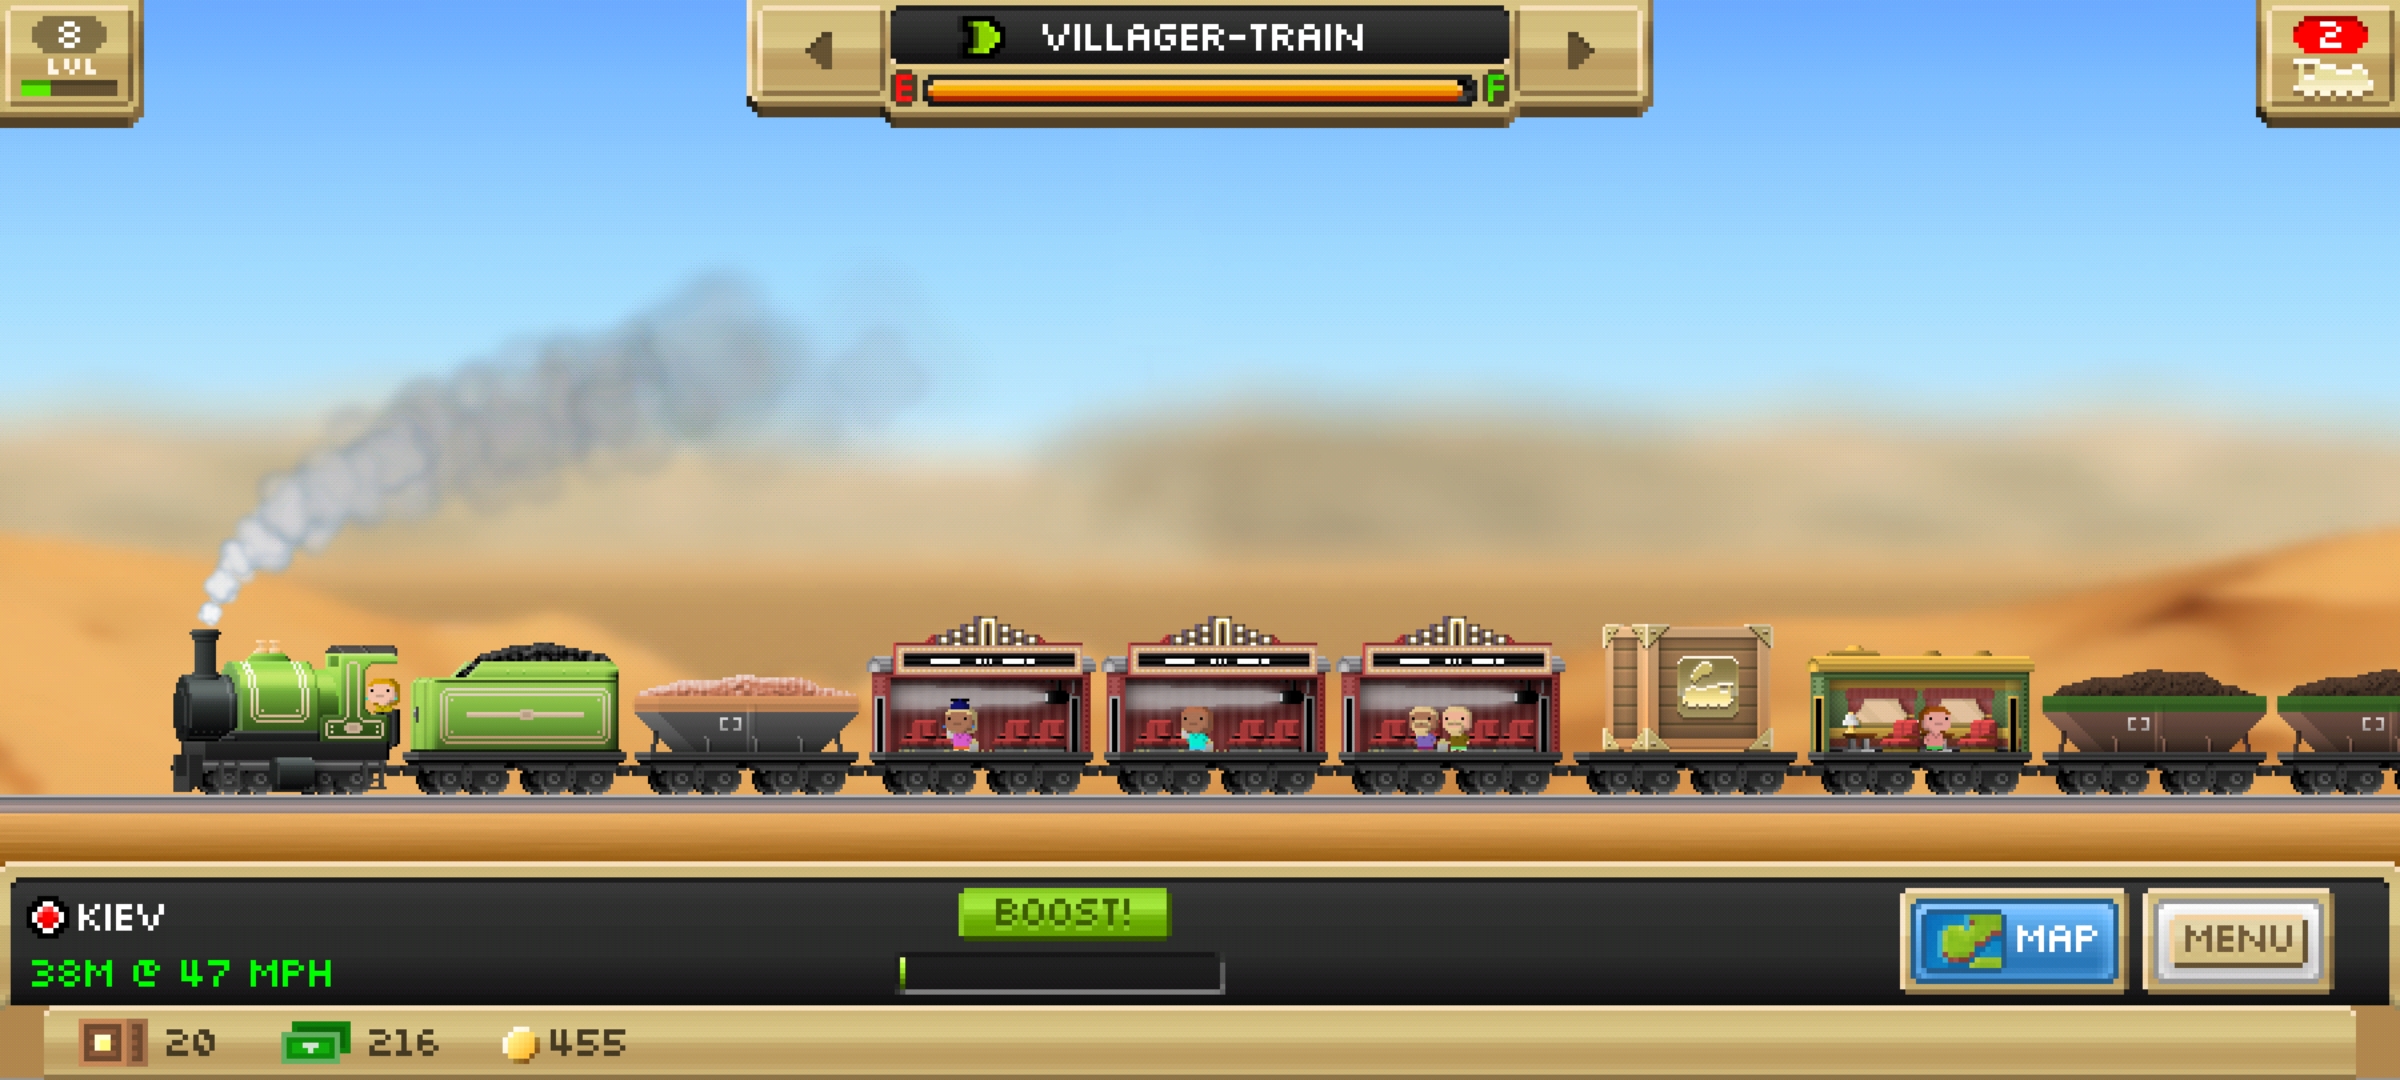 8
LVL
VILLAGER-TRAIN
E F
2
KIEV
38M @ 47 MPH
BOOST!
MAP
MENU
20 216 455